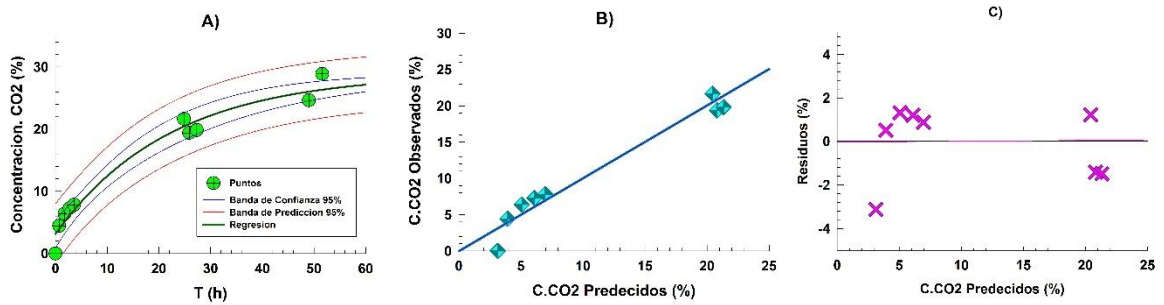 A)
Concentracion. CO2 (%)
30
20
10
0
0 10 20 30 40 50 60
T (h)
Puntos
Banda de Confianza 95%
Banda de Prediccion 95%
Regresion
B)
C.CO2 Observados (%)
25
20
15
10
5
0
0 5 10 15 20 25
C.CO2 Predecidos (%)
C)
Residuos (%)
4
2
0
-2
-4
0 5 10 15 20 25
C.CO2 Predecidos (%)